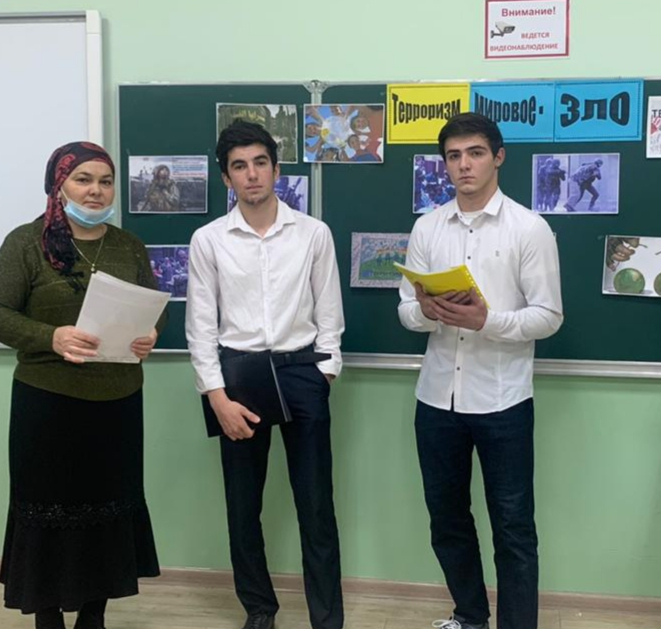 Внимание!
ВЕДЕТСЯ
ВИДЕОНАБЛЮДЕНИЕ
Терроризм
мировое-
зло